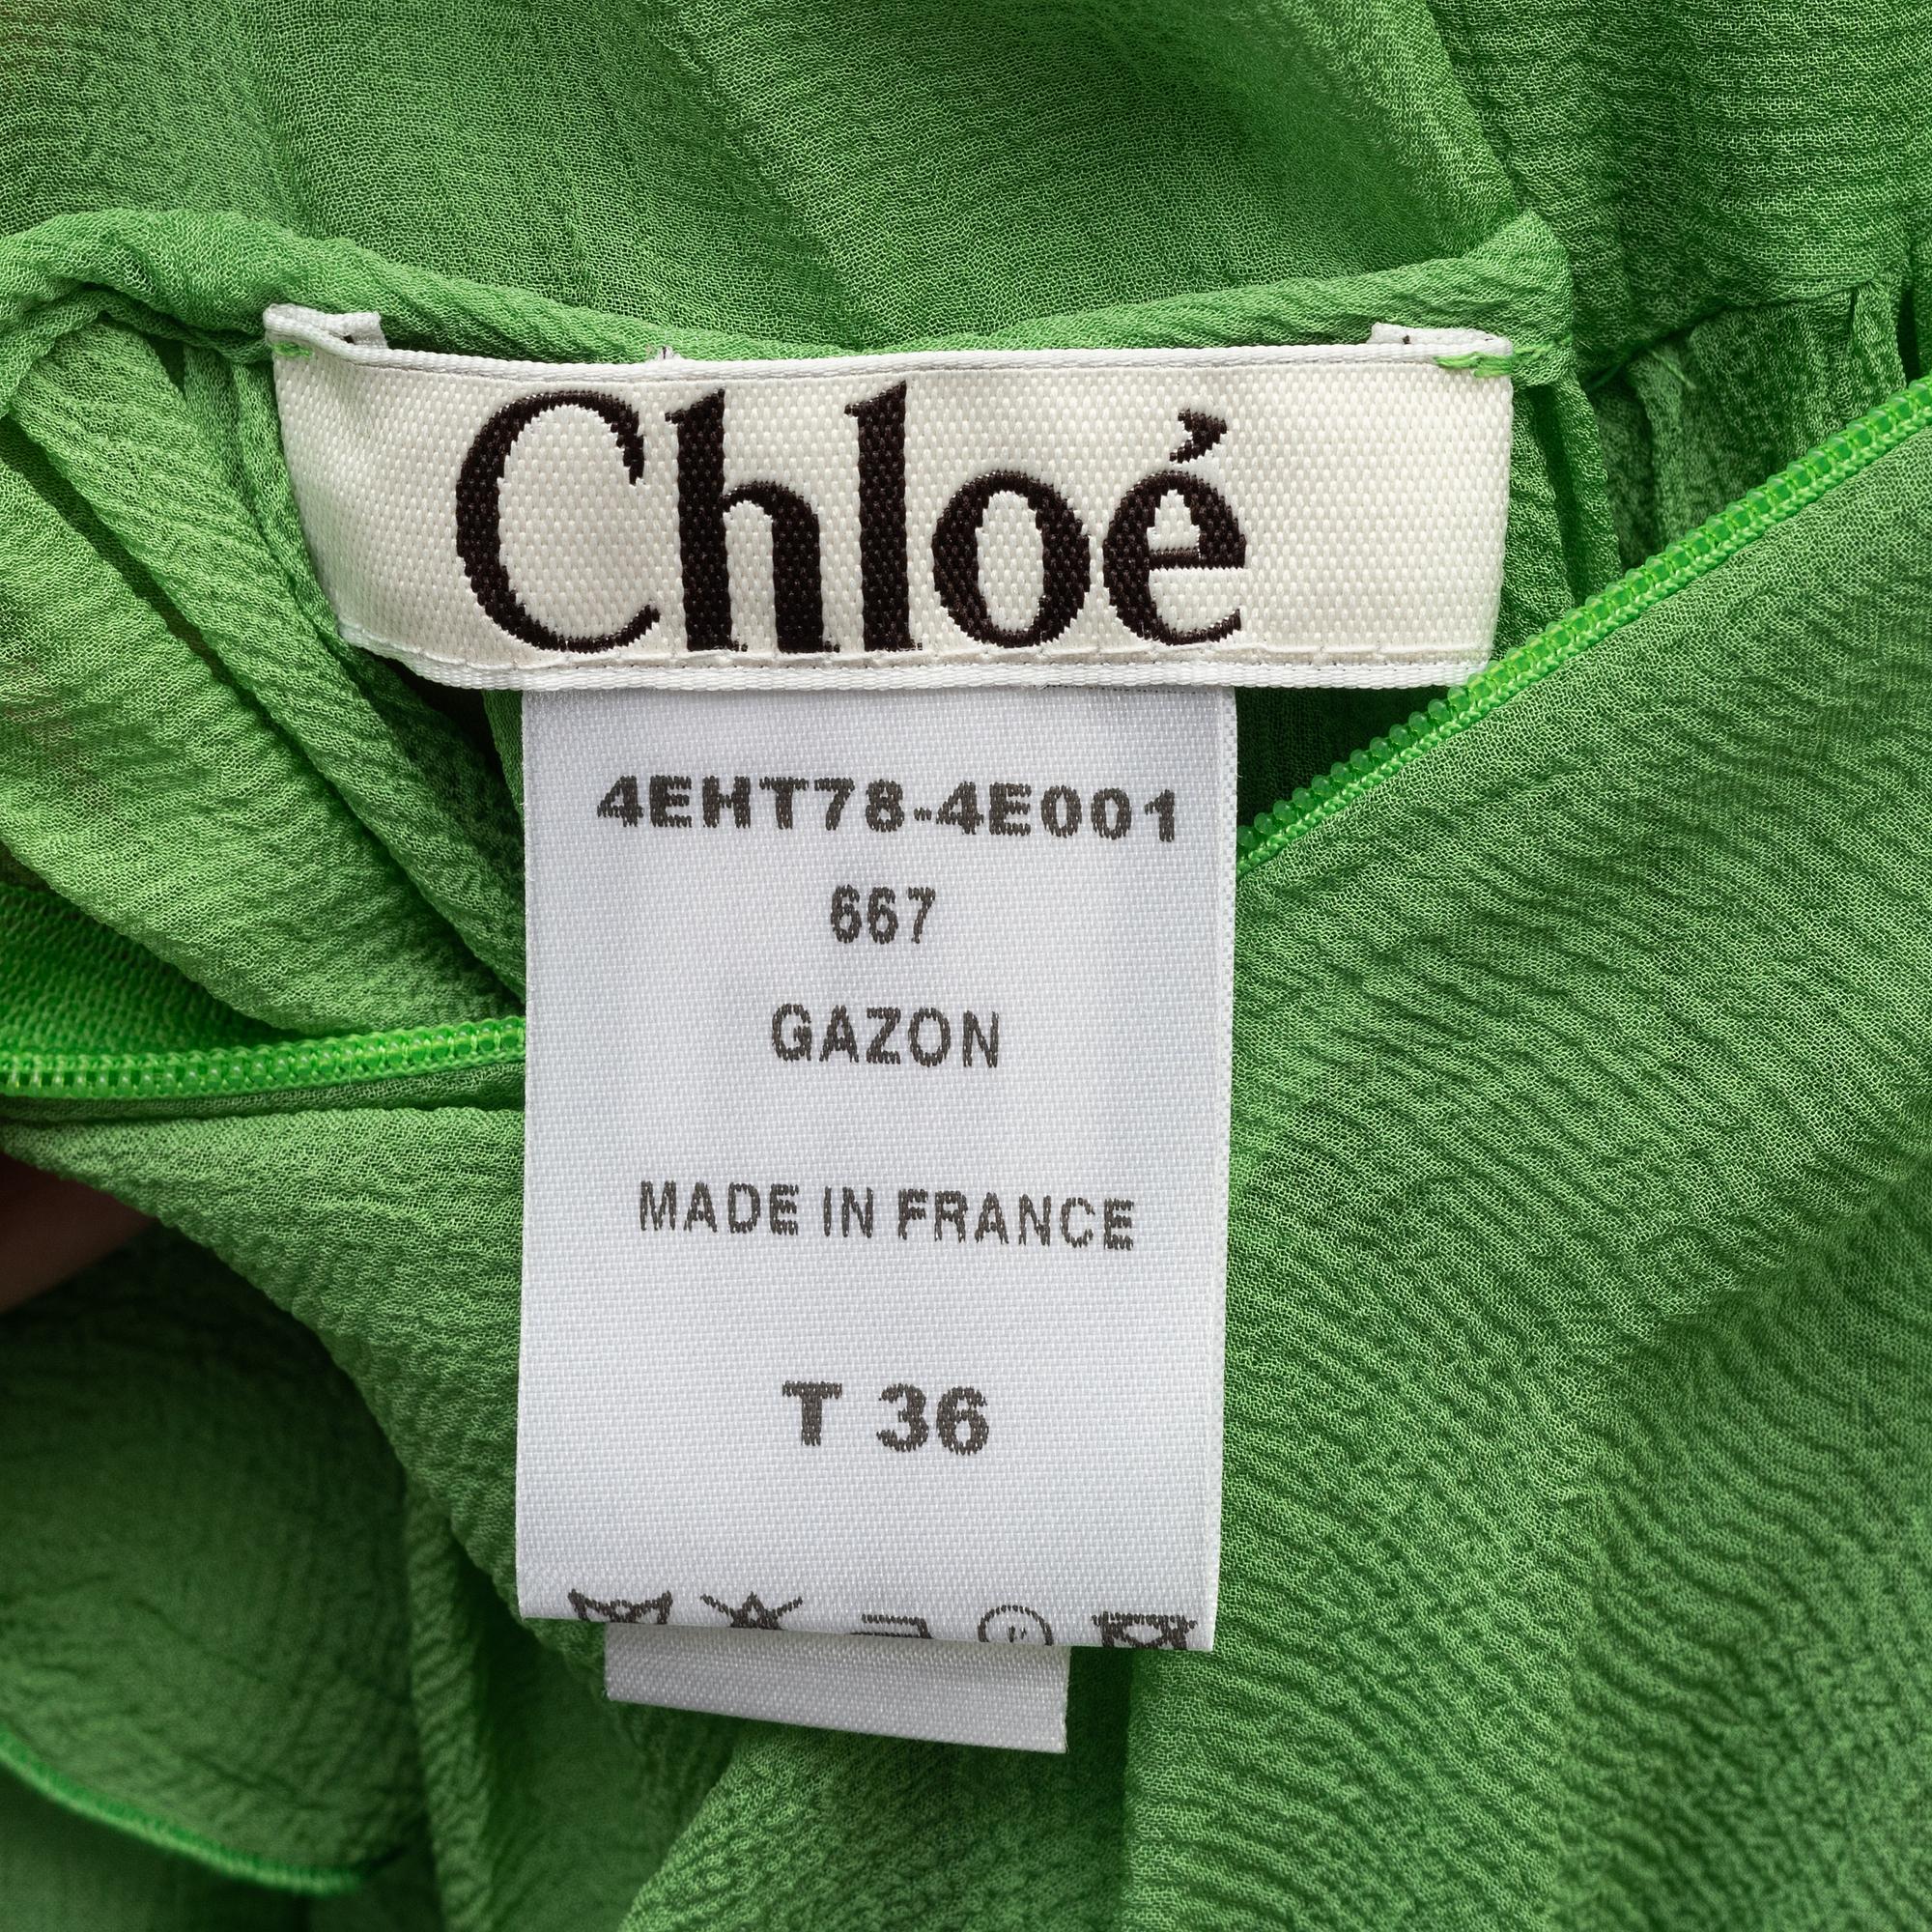 Chloé
4EHT78-4E001
667
GAZON
MADE IN FRANCE
T 36